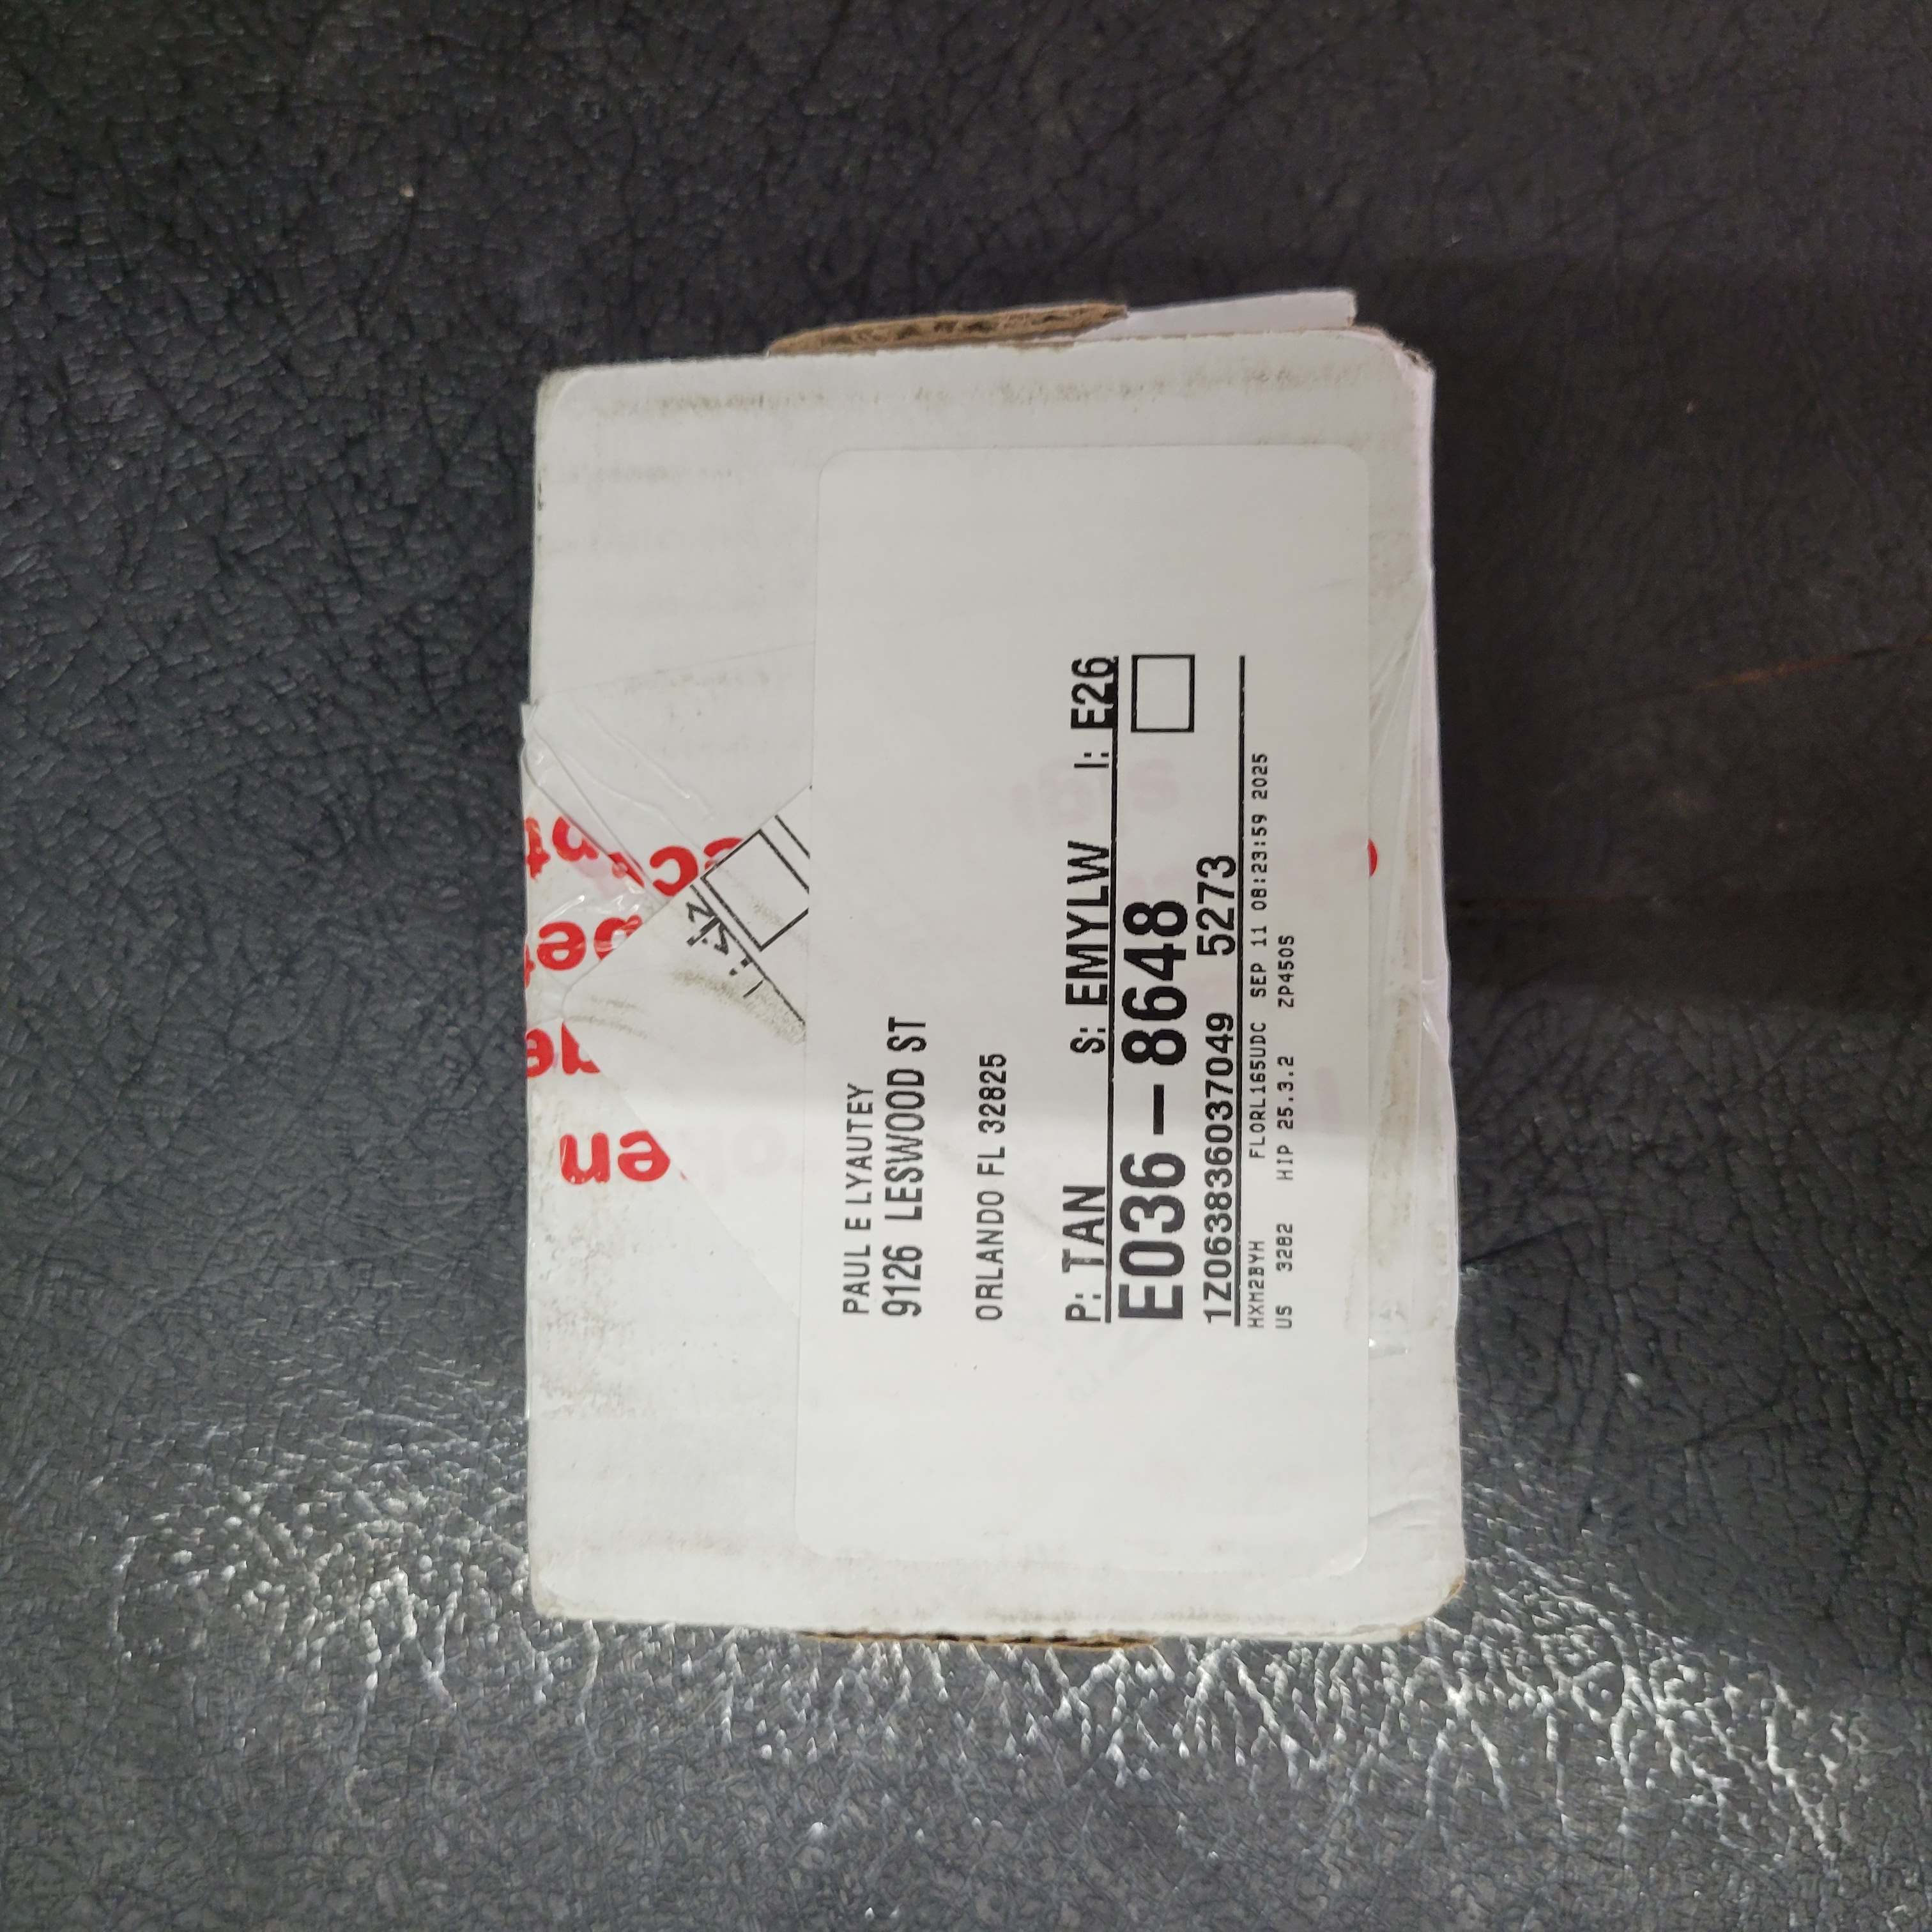 PAUL E LYAUTEY
9126 LESWOOD ST
ORLANDO FL 32825
P: TAN S: EMYLW I: E26
E036-8648
1Z0638360370495273
HXM2BYH FLORL165UDC SEP 11 08:23:59 2025
US 3282 HIP 25.3.2 ZP450S
en